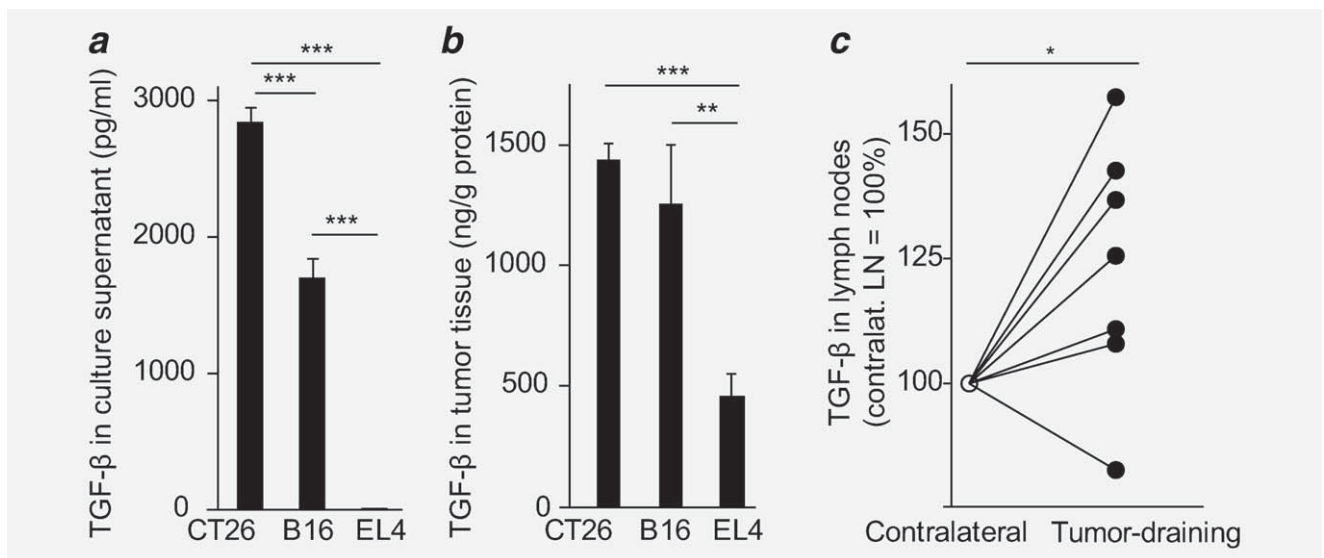 a
***
***
***
TGF-β in culture supernatant (pg/ml)
3000
2000
1000
0
CT26 B16 EL4
b
***
**
TGF-β in tumor tissue (ng/g protein)
1500
1000
500
0
CT26 B16 EL4
c
*
TGF-β in lymph nodes
(contralat. LN = 100%)
150
125
100
Contralateral Tumor-draining